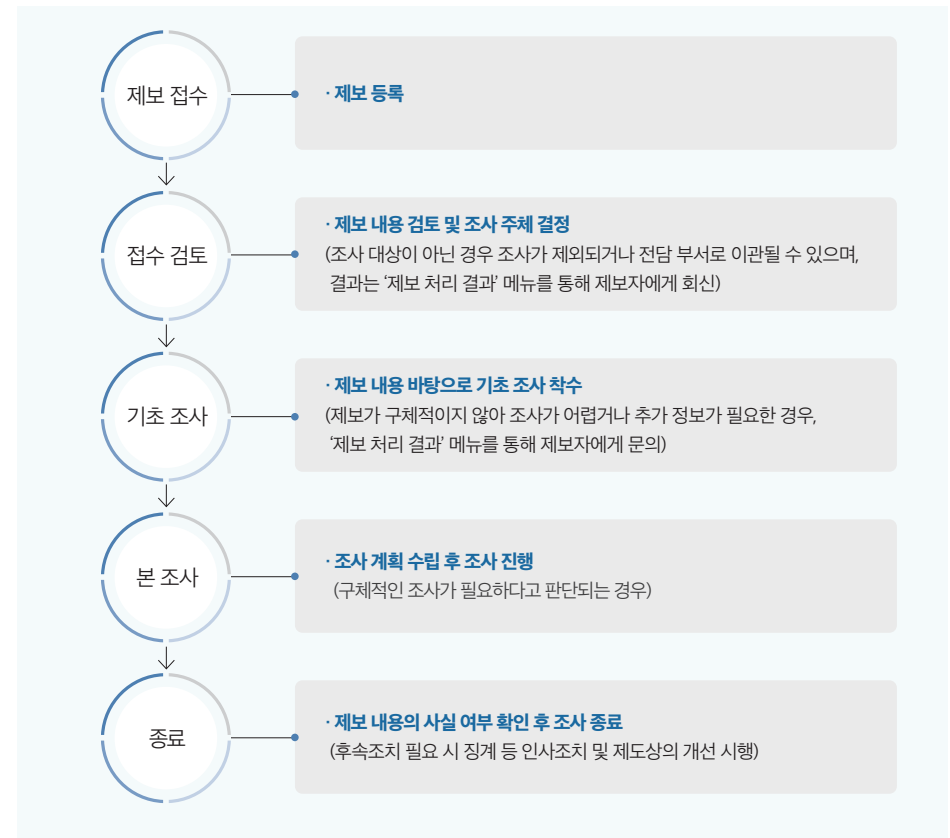 제보 접수
· 제보 등록
접수 검토
· 제보 내용 검토 및 조사 주체 결정
(조사 대상이 아닌 경우 조사가 제외되거나 전담 부서로 이관될 수 있으며,
결과는 ‘제보 처리 결과’ 메뉴를 통해 제보자에게 회신)
기초 조사
· 제보 내용 바탕으로 기초 조사 착수
(제보가 구체적이지 않아 조사가 어렵거나 추가 정보가 필요한 경우,
‘제보 처리 결과’ 메뉴를 통해 제보자에게 문의)
본 조사
· 조사 계획 수립 후 조사 진행
(구체적인 조사가 필요하다고 판단되는 경우)
종료
· 제보 내용의 사실 여부 확인 후 조사 종료
(후속조치 필요 시 징계 등 인사조치 및 제도상의 개선 시행)